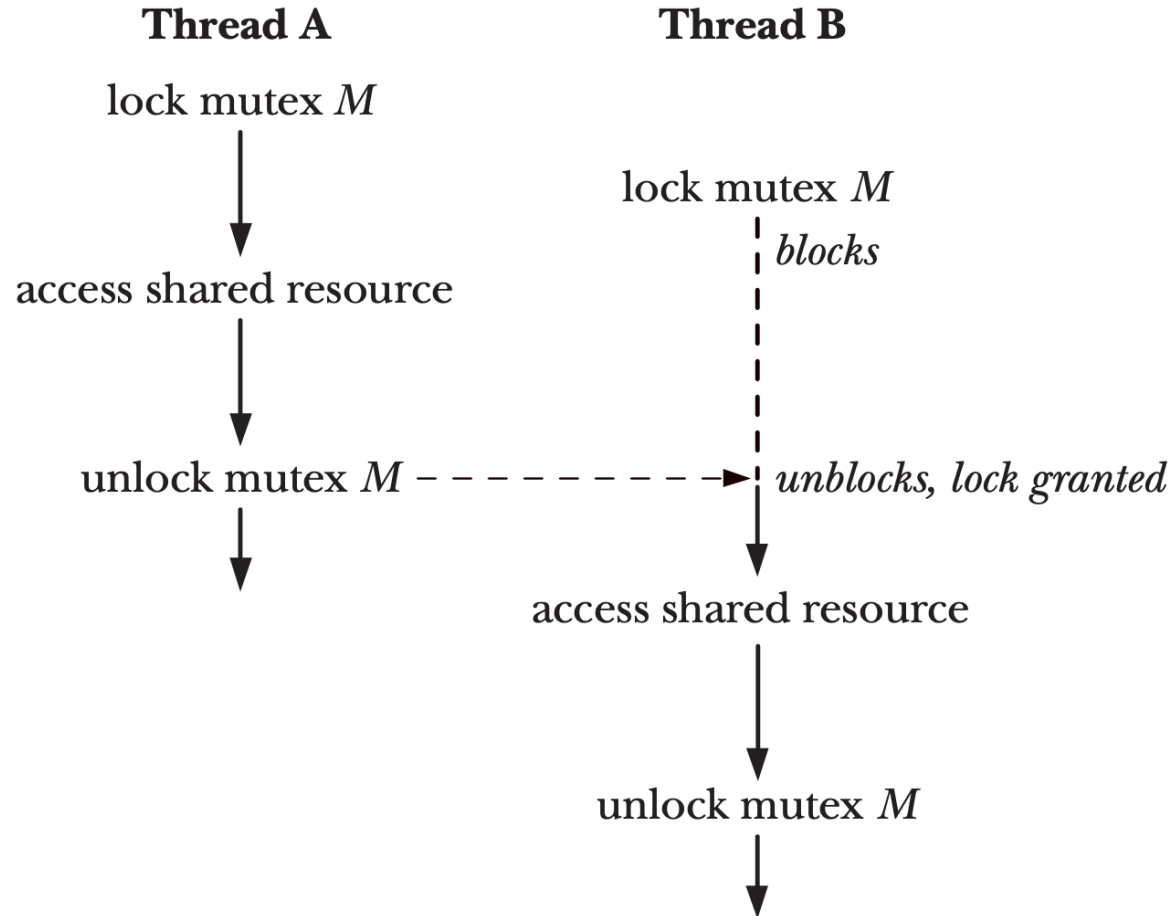 Thread A
Thread B
lock mutex M
lock mutex M
blocks
access shared resource
unlock mutex M
unblocks, lock granted
access shared resource
unlock mutex M